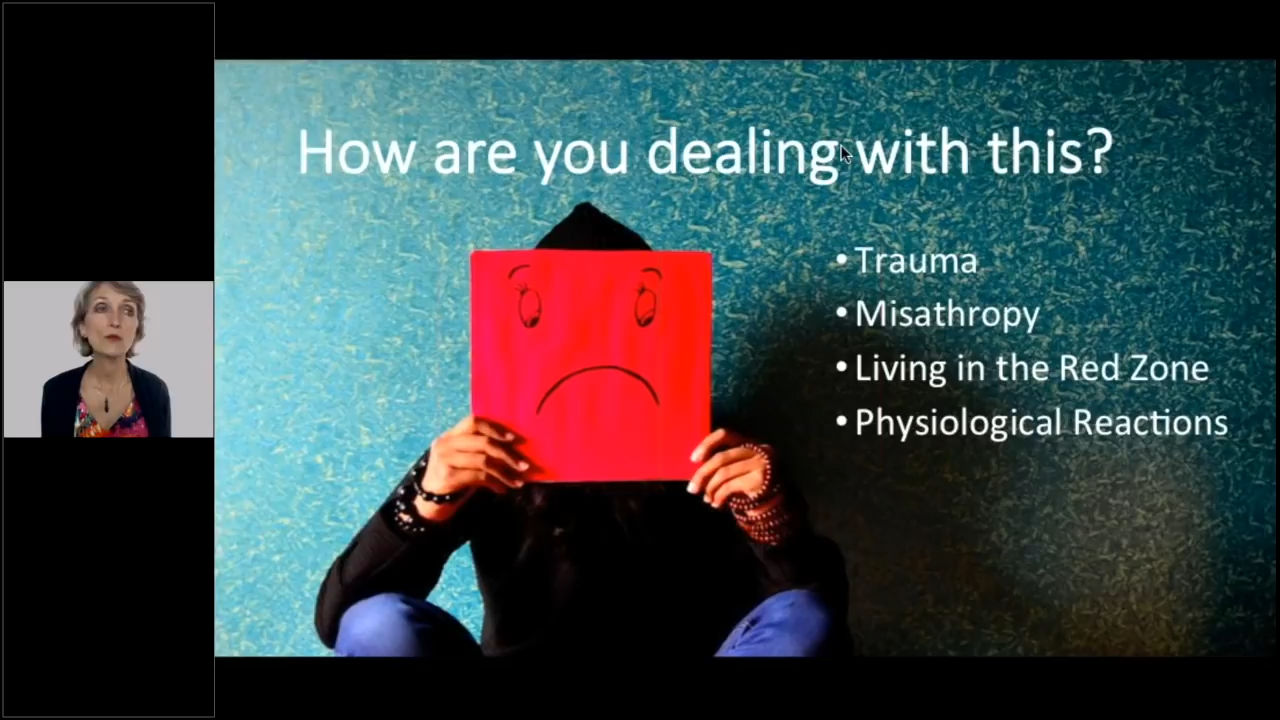 How are you dealing with this?
• Trauma
• Misathropy
• Living in the Red Zone
• Physiological Reactions